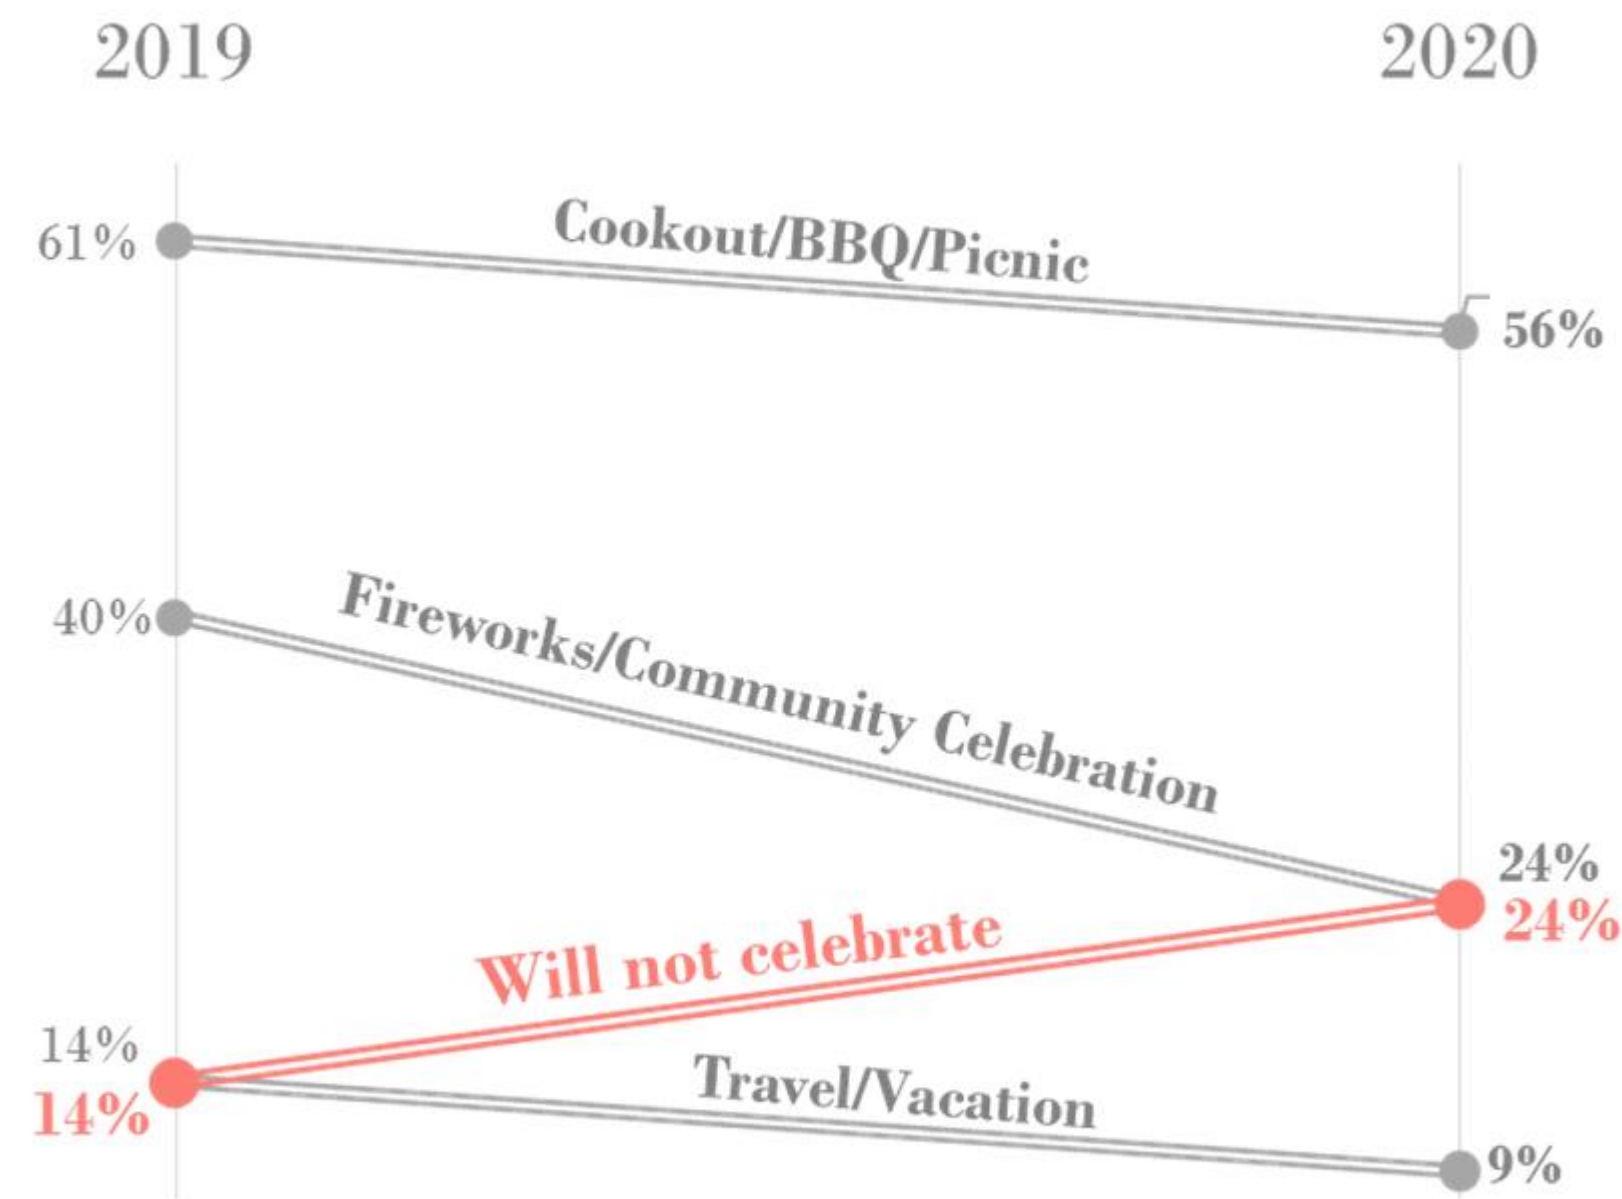 2019
2020
61%
Cookout/BBQ/Picnic
56%
40%
Fireworks/Community Celebration
24%
24%
Will not celebrate
14%
14%
Travel/Vacation
9%